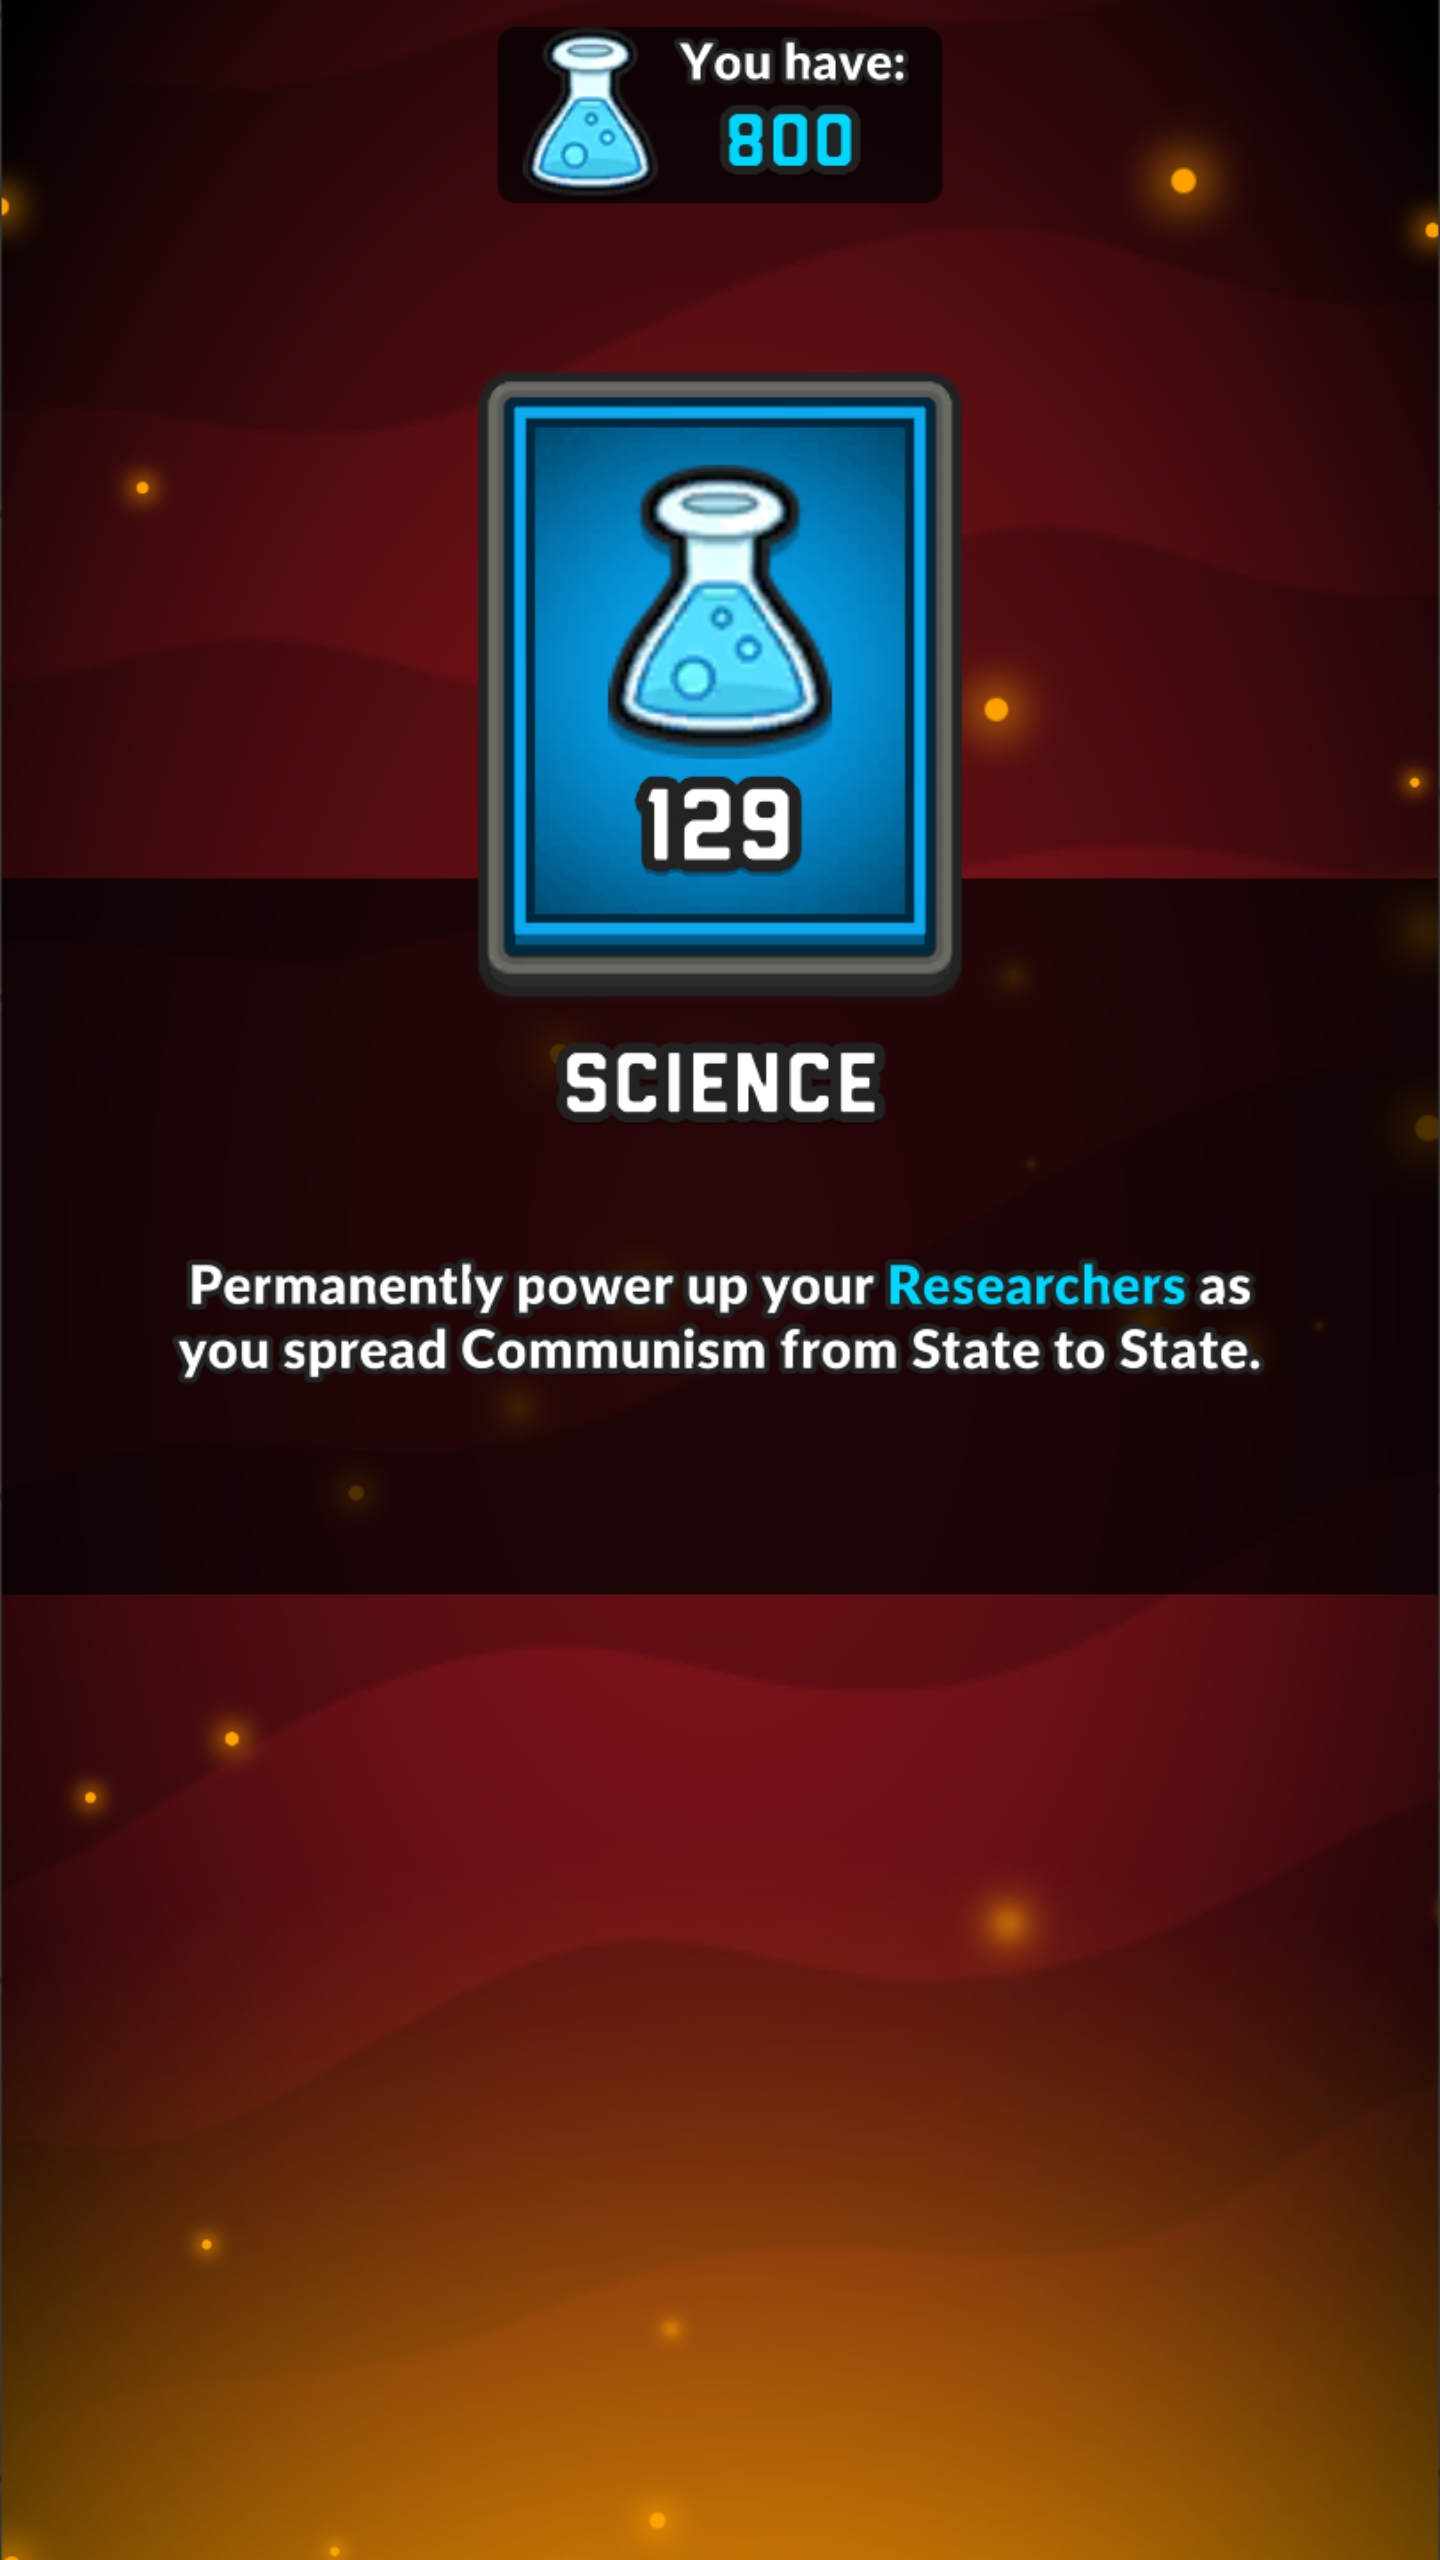 You have:
800
129
SCIENCE
Permanently power up your Researchers as
you spread Communism from State to State.